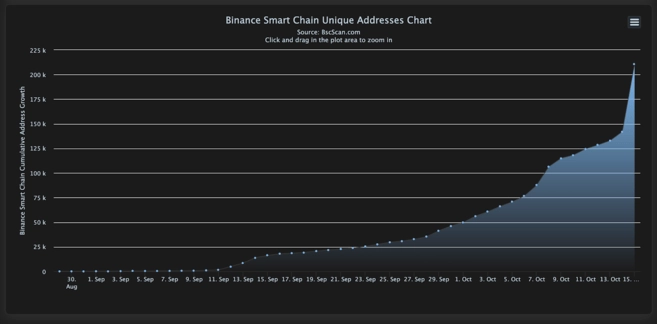 Binance Smart Chain Unique Addresses Chart
Source: BscScan.com
Click and drag in the plot area to zoom in
Binance Smart Chain Cumulative Address Growth
225 k
200 k
175 k
150 k
125 k
100 k
75 k
50 k
25 k
0
30. Aug
1. Sep
3. Sep
5. Sep
7. Sep
9. Sep
11. Sep
13. Sep
15. Sep
17. Sep
19. Sep
21. Sep
23. Sep
25. Sep
27. Sep
29. Sep
1. Oct
3. Oct
5. Oct
7. Oct
9. Oct
11. Oct
13. Oct
15. …